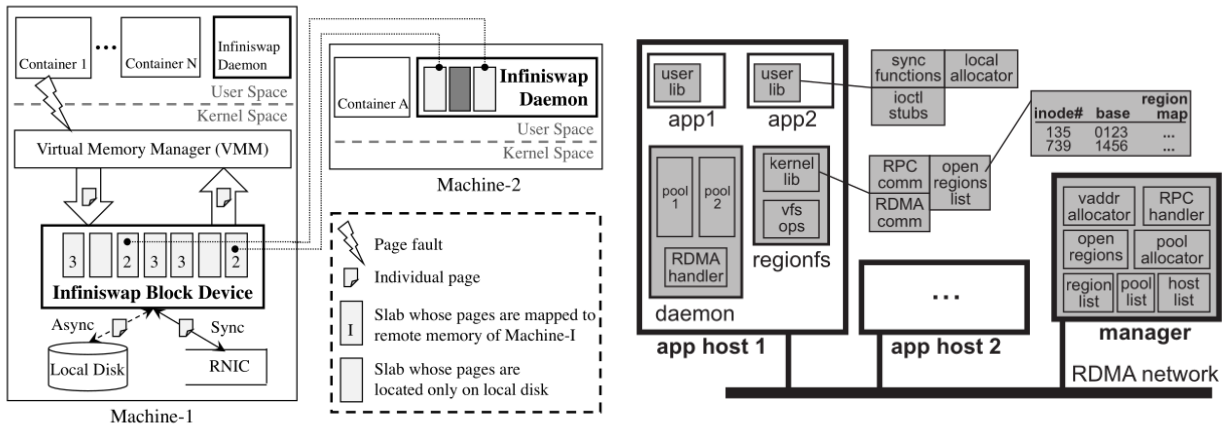 Container 1
...
Container N
Infiniswap
Daemon
User Space
Kernel Space
Virtual Memory Manager (VMM)
3
2
3
3
2
Infiniswap Block Device
Async
Sync
Local Disk
RNIC
Machine-1
Container A
Infiniswap
Daemon
User Space
Kernel Space
Machine-2
Page fault
Individual page
I
Slab whose pages are mapped to
remote memory of Machine-I
Slab whose pages are
located only on local disk
user
lib
app1
user
lib
app2
pool
1
pool
2
RDMA
handler
daemon
kernel
lib
vfs
ops
regionfs
app host 1
sync
functions
local
allocator
ioctl
stubs
RPC
comm
open
regions
list
RDMA
comm
region
inode# base map
135 0123 ...
739 1456 ...
...
app host 2
vaddr
allocator
RPC
handler
open
regions
pool
allocator
region
list
pool
list
host
list
manager
RDMA network